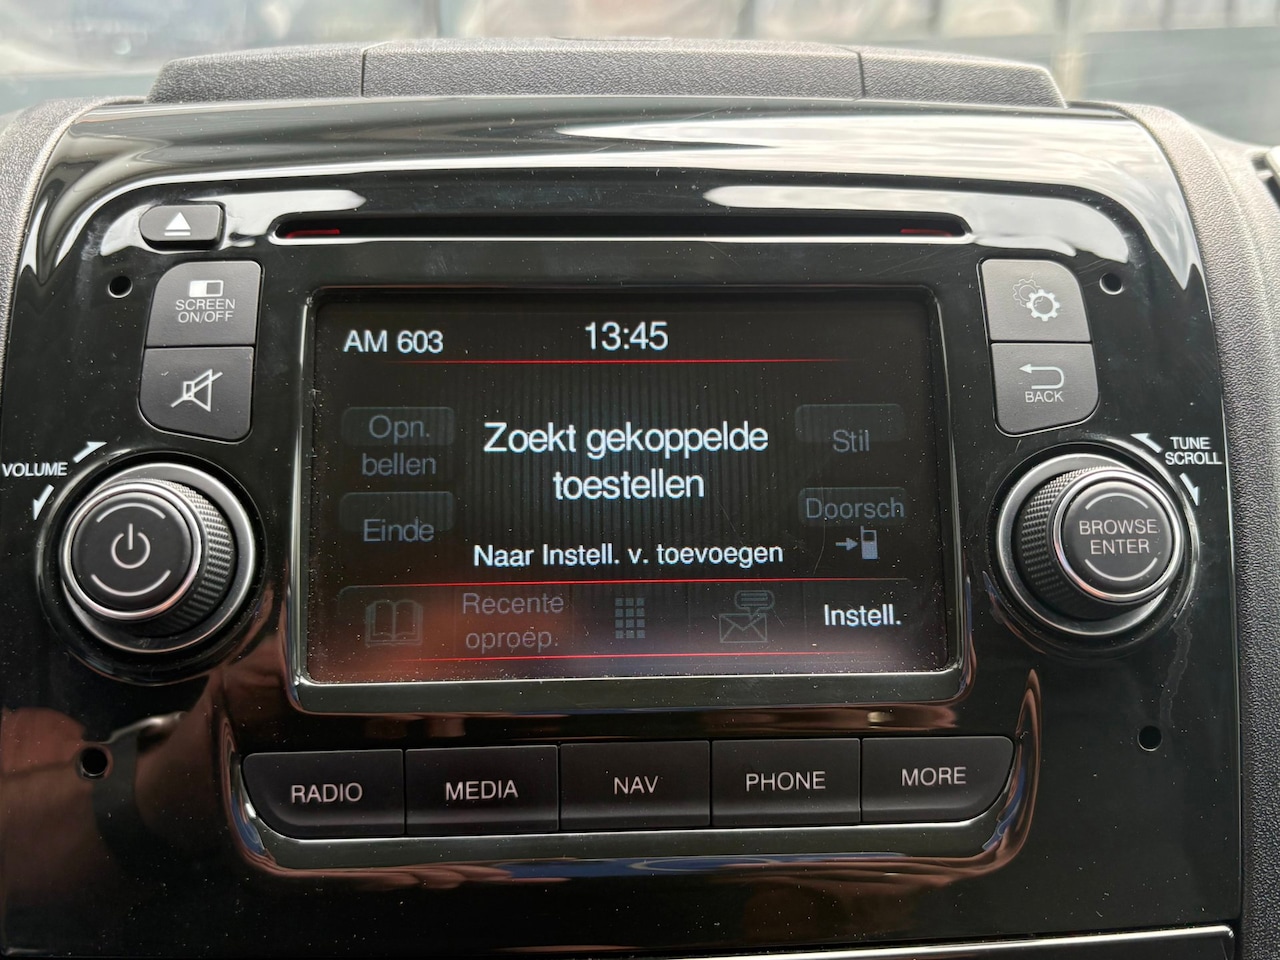 SCREEN
ON/OFF
VOLUME
AM 603
13:45
Opn.
bellen
Einde
Zoekt gekoppelde
toestellen
Naar Instell. v. toevoegen
Stil
Doorsch
Recente
oproep.
Instell.
BACK
TUNE
SCROLL
BROWSE
ENTER
RADIO
MEDIA
NAV
PHONE
MORE